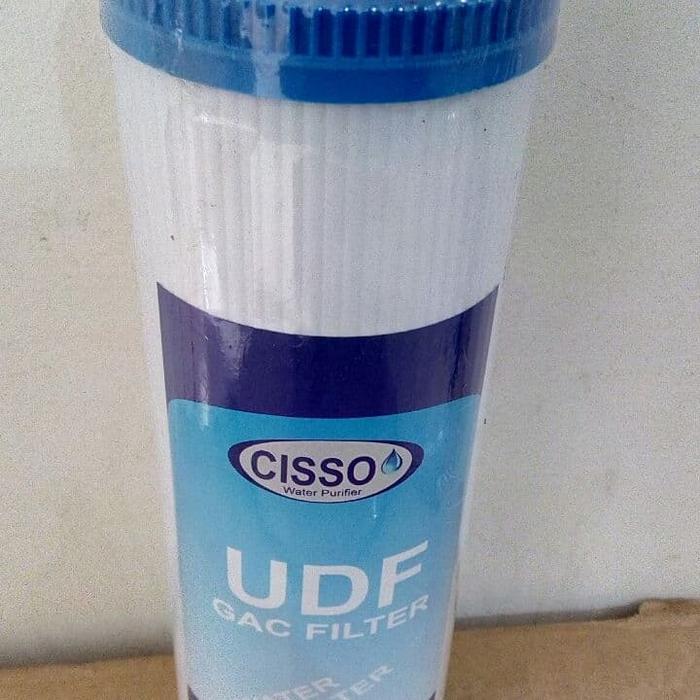 CISSO
Water Purifier
UDF
GAC FILTER